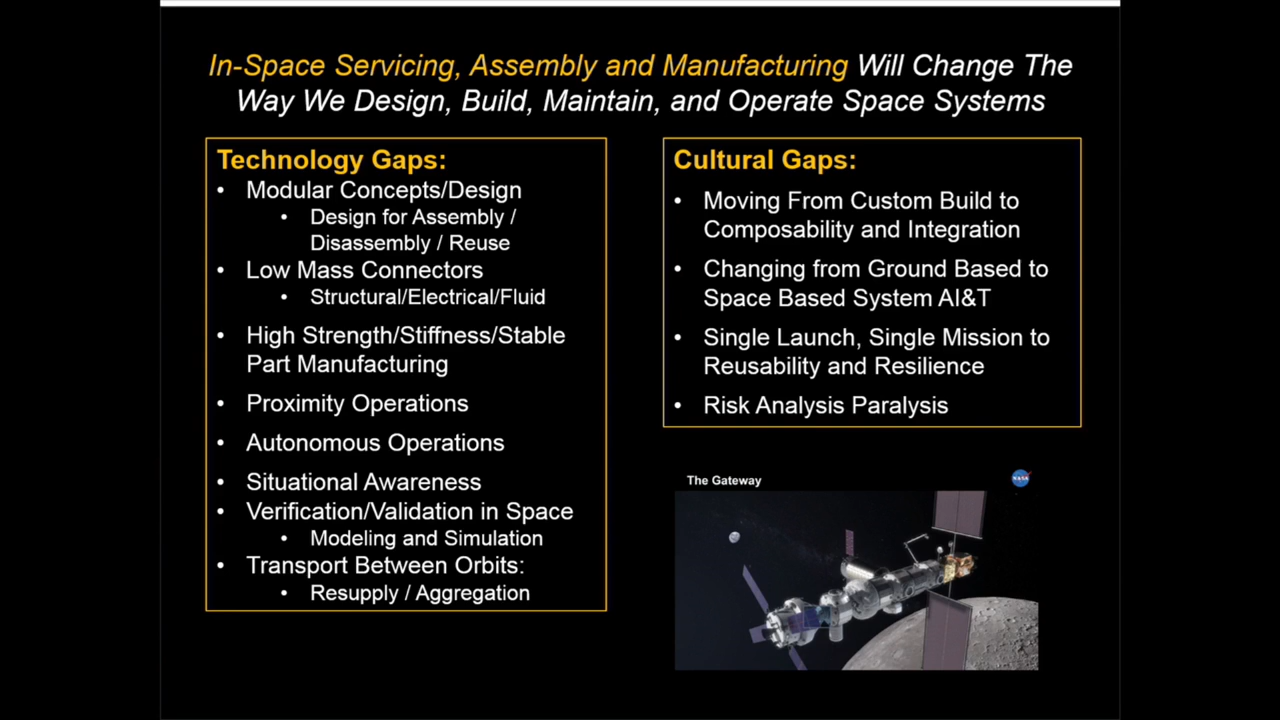 In-Space Servicing, Assembly and Manufacturing Will Change The
Way We Design, Build, Maintain, and Operate Space Systems
Technology Gaps:
• Modular Concepts/Design
• Design for Assembly /
Disassembly / Reuse
• Low Mass Connectors
• Structural/Electrical/Fluid
• High Strength/Stiffness/Stable
Part Manufacturing
• Proximity Operations
• Autonomous Operations
• Situational Awareness
• Verification/Validation in Space
• Modeling and Simulation
• Transport Between Orbits:
• Resupply / Aggregation
Cultural Gaps:
• Moving From Custom Build to
Composability and Integration
• Changing from Ground Based to
Space Based System AI&T
• Single Launch, Single Mission to
Reusability and Resilience
• Risk Analysis Paralysis
The Gateway
NASA